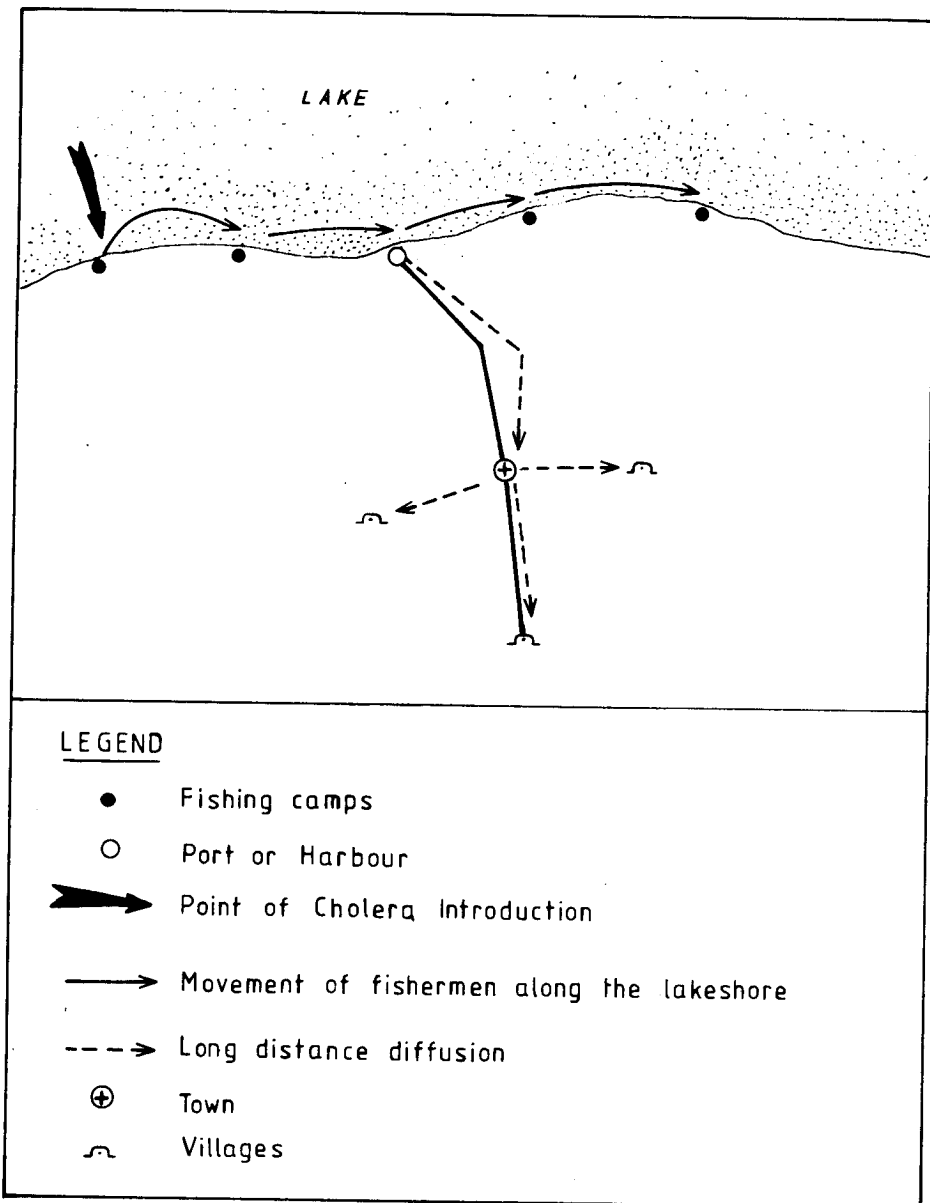 LAKE
LEGEND
Fishing camps
Port or Harbour
Point of Cholera Introduction
Movement of fishermen along the lakeshore
Long distance diffusion
Town
Villages